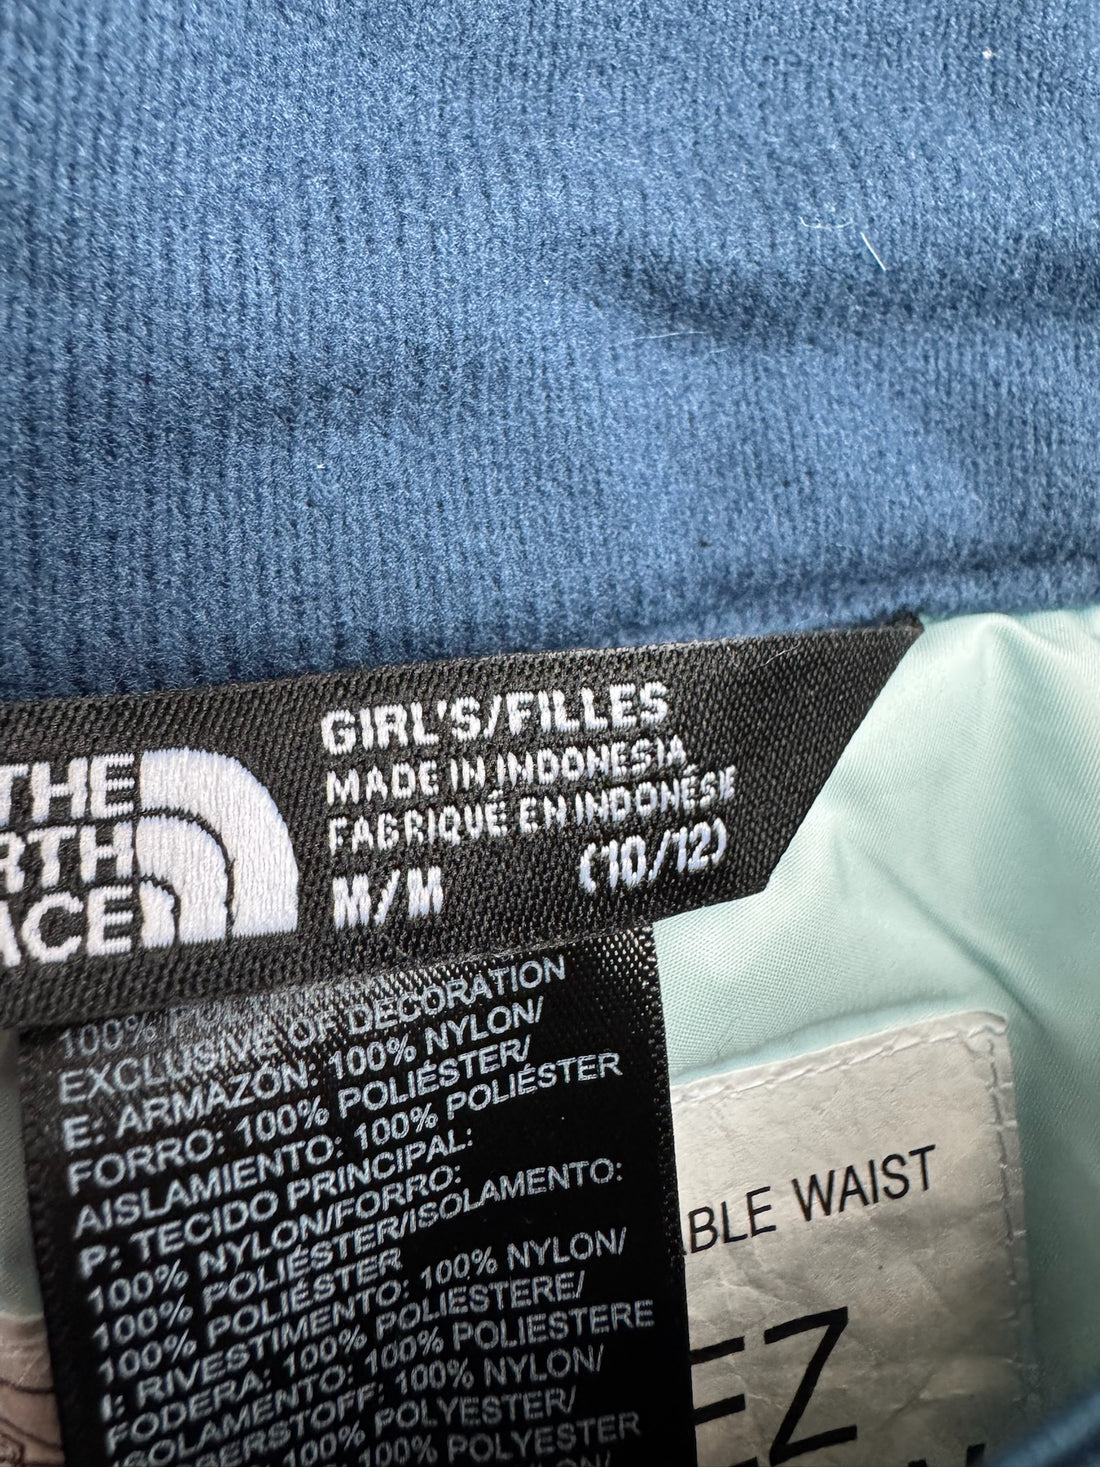 THE
RTH
ACE
GIRL'S/FILLES
MADE IN INDONESIA
FABRIQUÉ EN INDONÉSIE
M/M (10/12)
100%
EXCLUSIVE OF DECORATION
E: ARMAZÓN: 100% NYLON/
FORRO: 100% POLIÉSTER/
AISLAMIENTO: 100% POLIÉSTER
P: TECIDO PRINCIPAL:
100% NYLON/FORRO:
100% POLIÉSTER/ISOLAMENTO:
100% POLIÉSTER
I: RIVESTIMENTO: 100% NYLON/
FODERA: 100% POLIESTERE/
ISOLAMENTO: 100% POLIESTERE
BERSTOFF: 100% NYLON/
100% POLYESTER/
100% POLYESTER
BLE WAIST
EZ